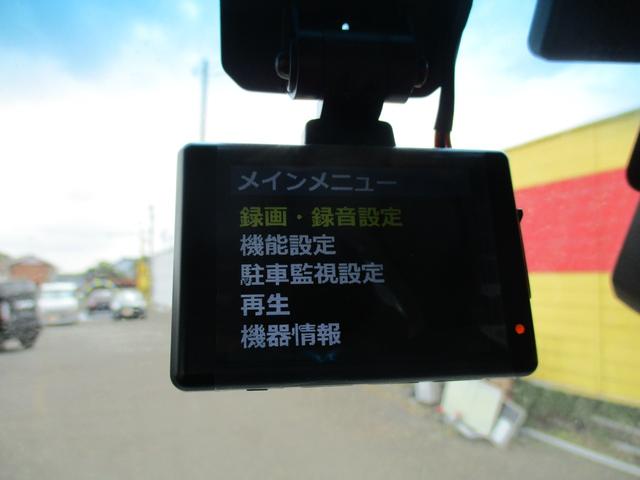 メインメニュー
録画・録音設定
機能設定
駐車監視設定
再生
機器情報